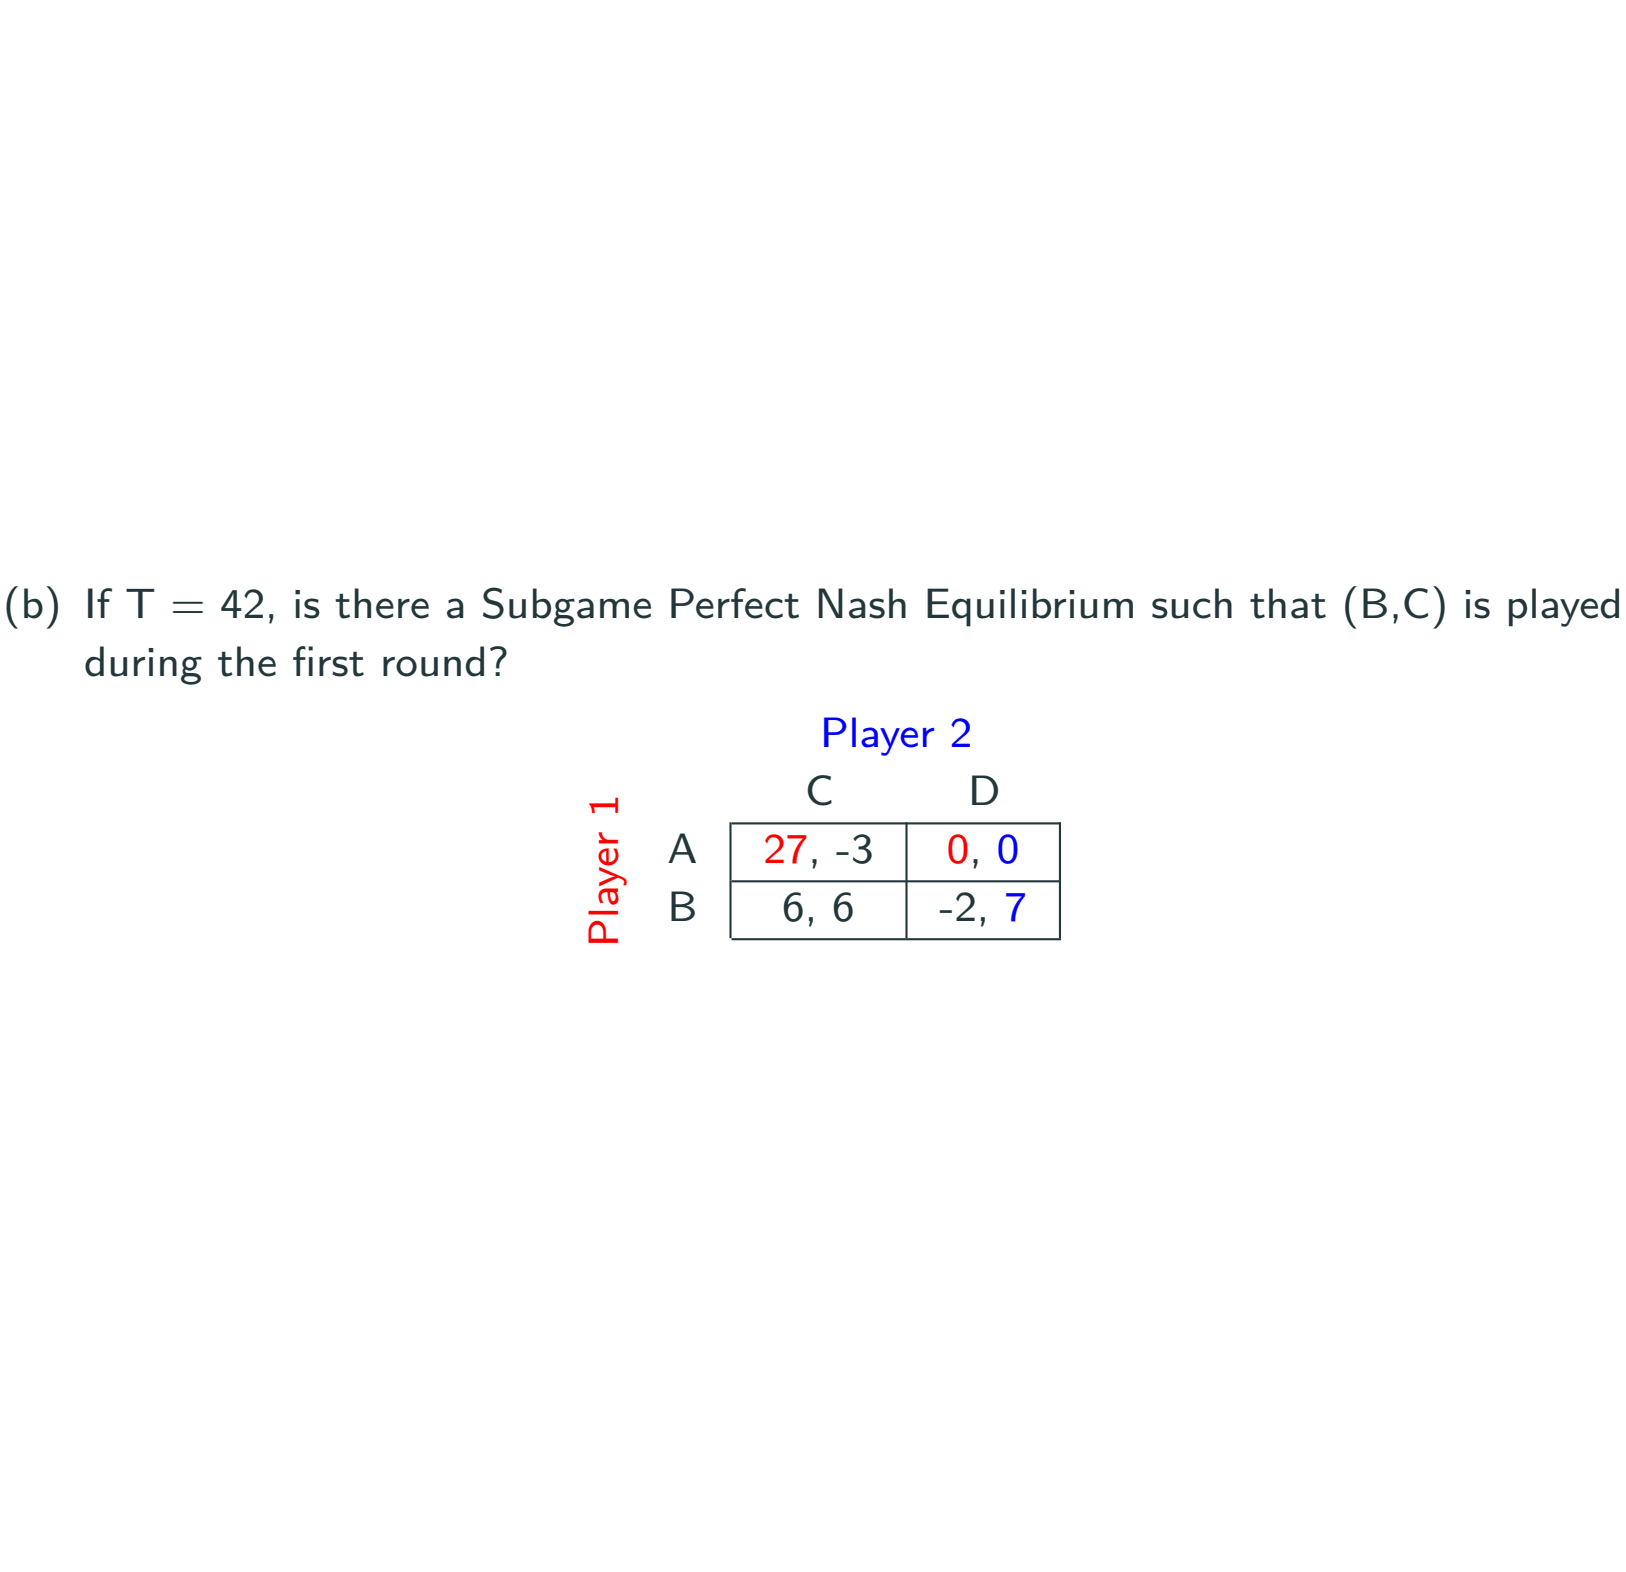 (b) If T = 42, is there a Subgame Perfect Nash Equilibrium such that (B,C) is played
during the first round?
Player 2
C D
Player 1
A 27, -3 0, 0
B 6, 6 -2, 7